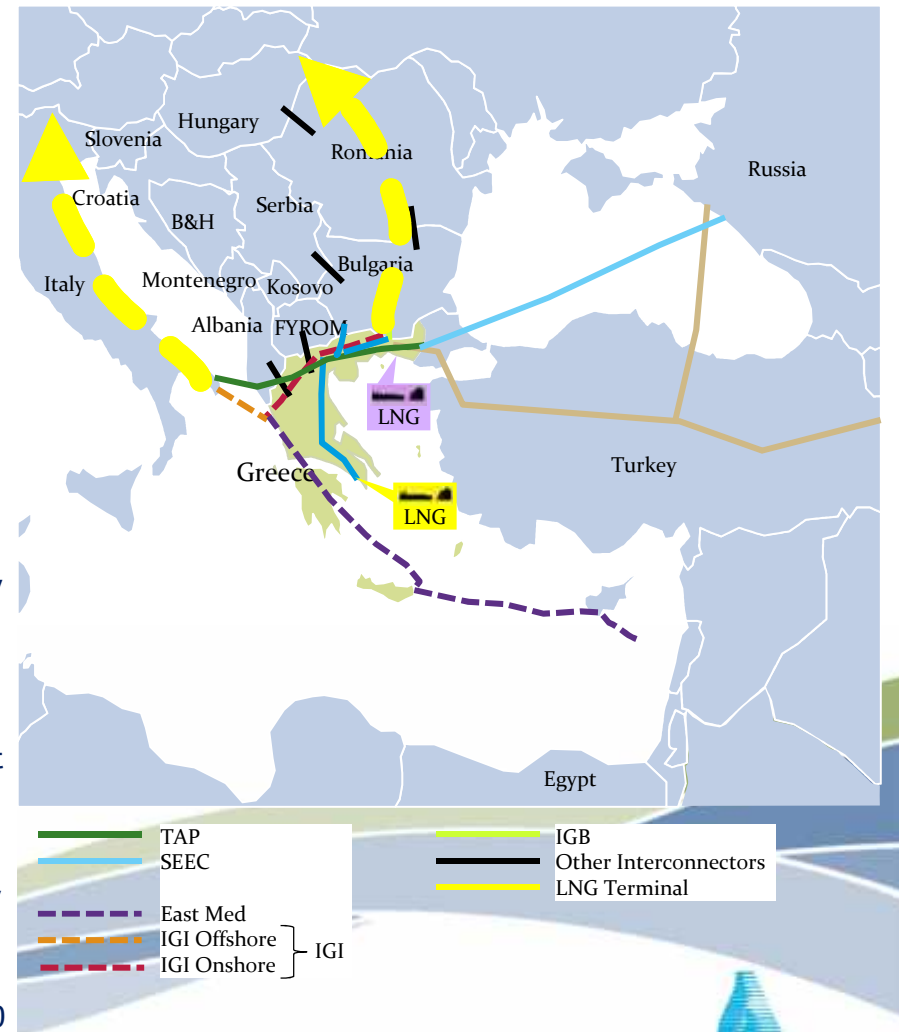 Hungary
Slovenia
Romania
Russia
Croatia
Serbia
B&H
Bulgaria
Italy
Montenegro
Kosovo
Albania
FYROM
LNG
Greece
Turkey
LNG
Egypt
TAP
SEEC
East Med
IGI Offshore
IGI Onshore
IGI
IGB
Other Interconnectors
LNG Terminal